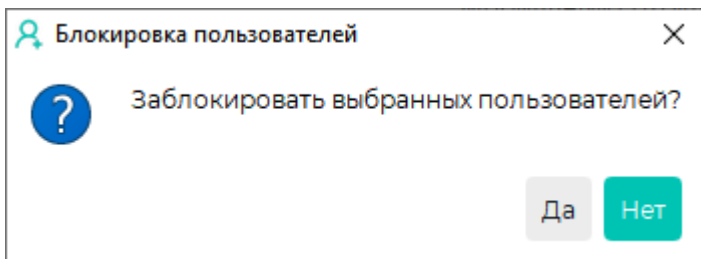 Блокировка пользователей
Заблокировать выбранных пользователей?
Да
Нет